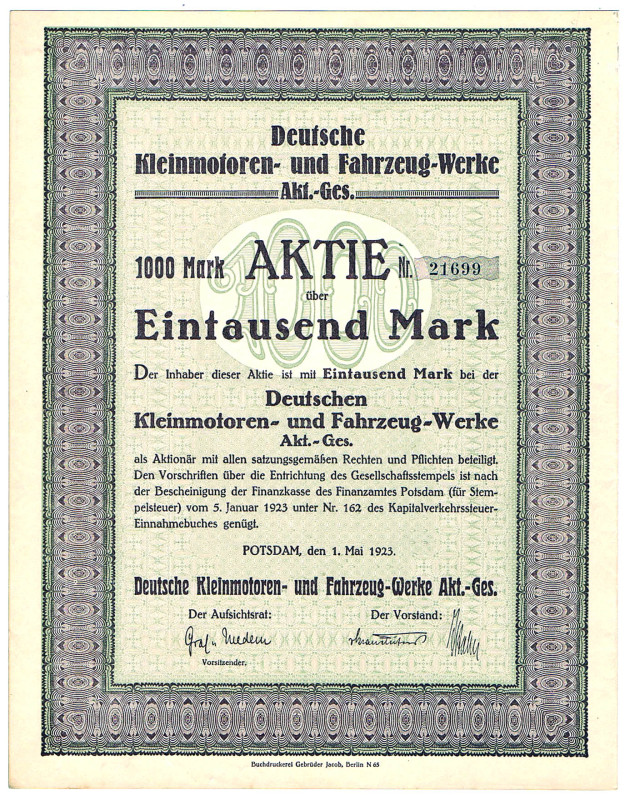 Deutsche
Kleinmotoren- und Fahrzeug-Werke
Akt.-Ges.
1000
1000 Mark AKTIE Nr. 21699
über
Eintausend Mark
Der Inhaber dieser Aktie ist mit Eintausend Mark bei der
Deutschen
Kleinmotoren- und Fahrzeug-Werke
Akt.-Ges.
als Aktionär mit allen satzungsgemäßen Rechten und Pflichten beteiligt.
Den Vorschriften über die Entrichtung des Gesellschaftsstempels ist nach
der Bescheinigung der Finanzkasse des Finanzamtes Potsdam (für Stem-
pelsteuer) vom 5. Januar 1923 unter Nr. 162 des Kapitalverkehrssteuer-
Einnahmebuches genügt.
POTSDAM, den 1. Mai 1923.
Deutsche Kleinmotoren- und Fahrzeug-Werke Akt.-Ges.
Der Aufsichtsrat: Der Vorstand:
Graf v Medem
Vorsitzender.
Buchdruckerei Gebrüder Jacob, Berlin N 65